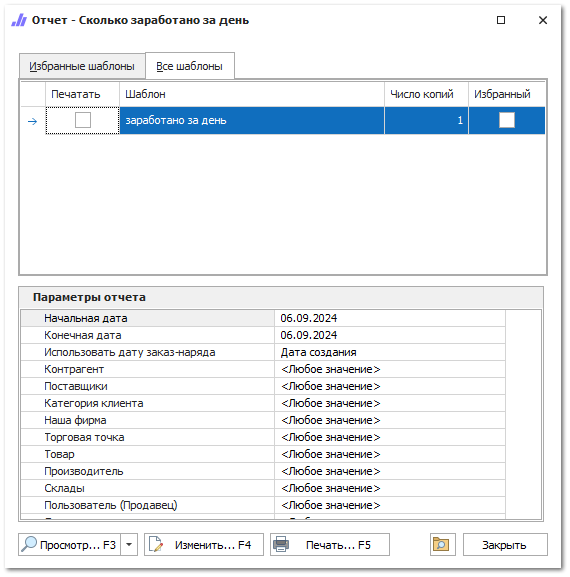 Отчет - Сколько заработано за день
Избранные шаблоны Все шаблоны
Печатать Шаблон Число копий Избранный
заработано за день 1
Параметры отчета
Начальная дата 06.09.2024
Конечная дата 06.09.2024
Использовать дату заказ-наряда Дата создания
Контрагент <Любое значение>
Поставщики <Любое значение>
Категория клиента <Любое значение>
Наша фирма <Любое значение>
Торговая точка <Любое значение>
Товар <Любое значение>
Производитель <Любое значение>
Склады <Любое значение>
Пользователь (Продавец) <Любое значение>
Просмотр... F3 Изменить... F4 Печать... F5 Закрыть